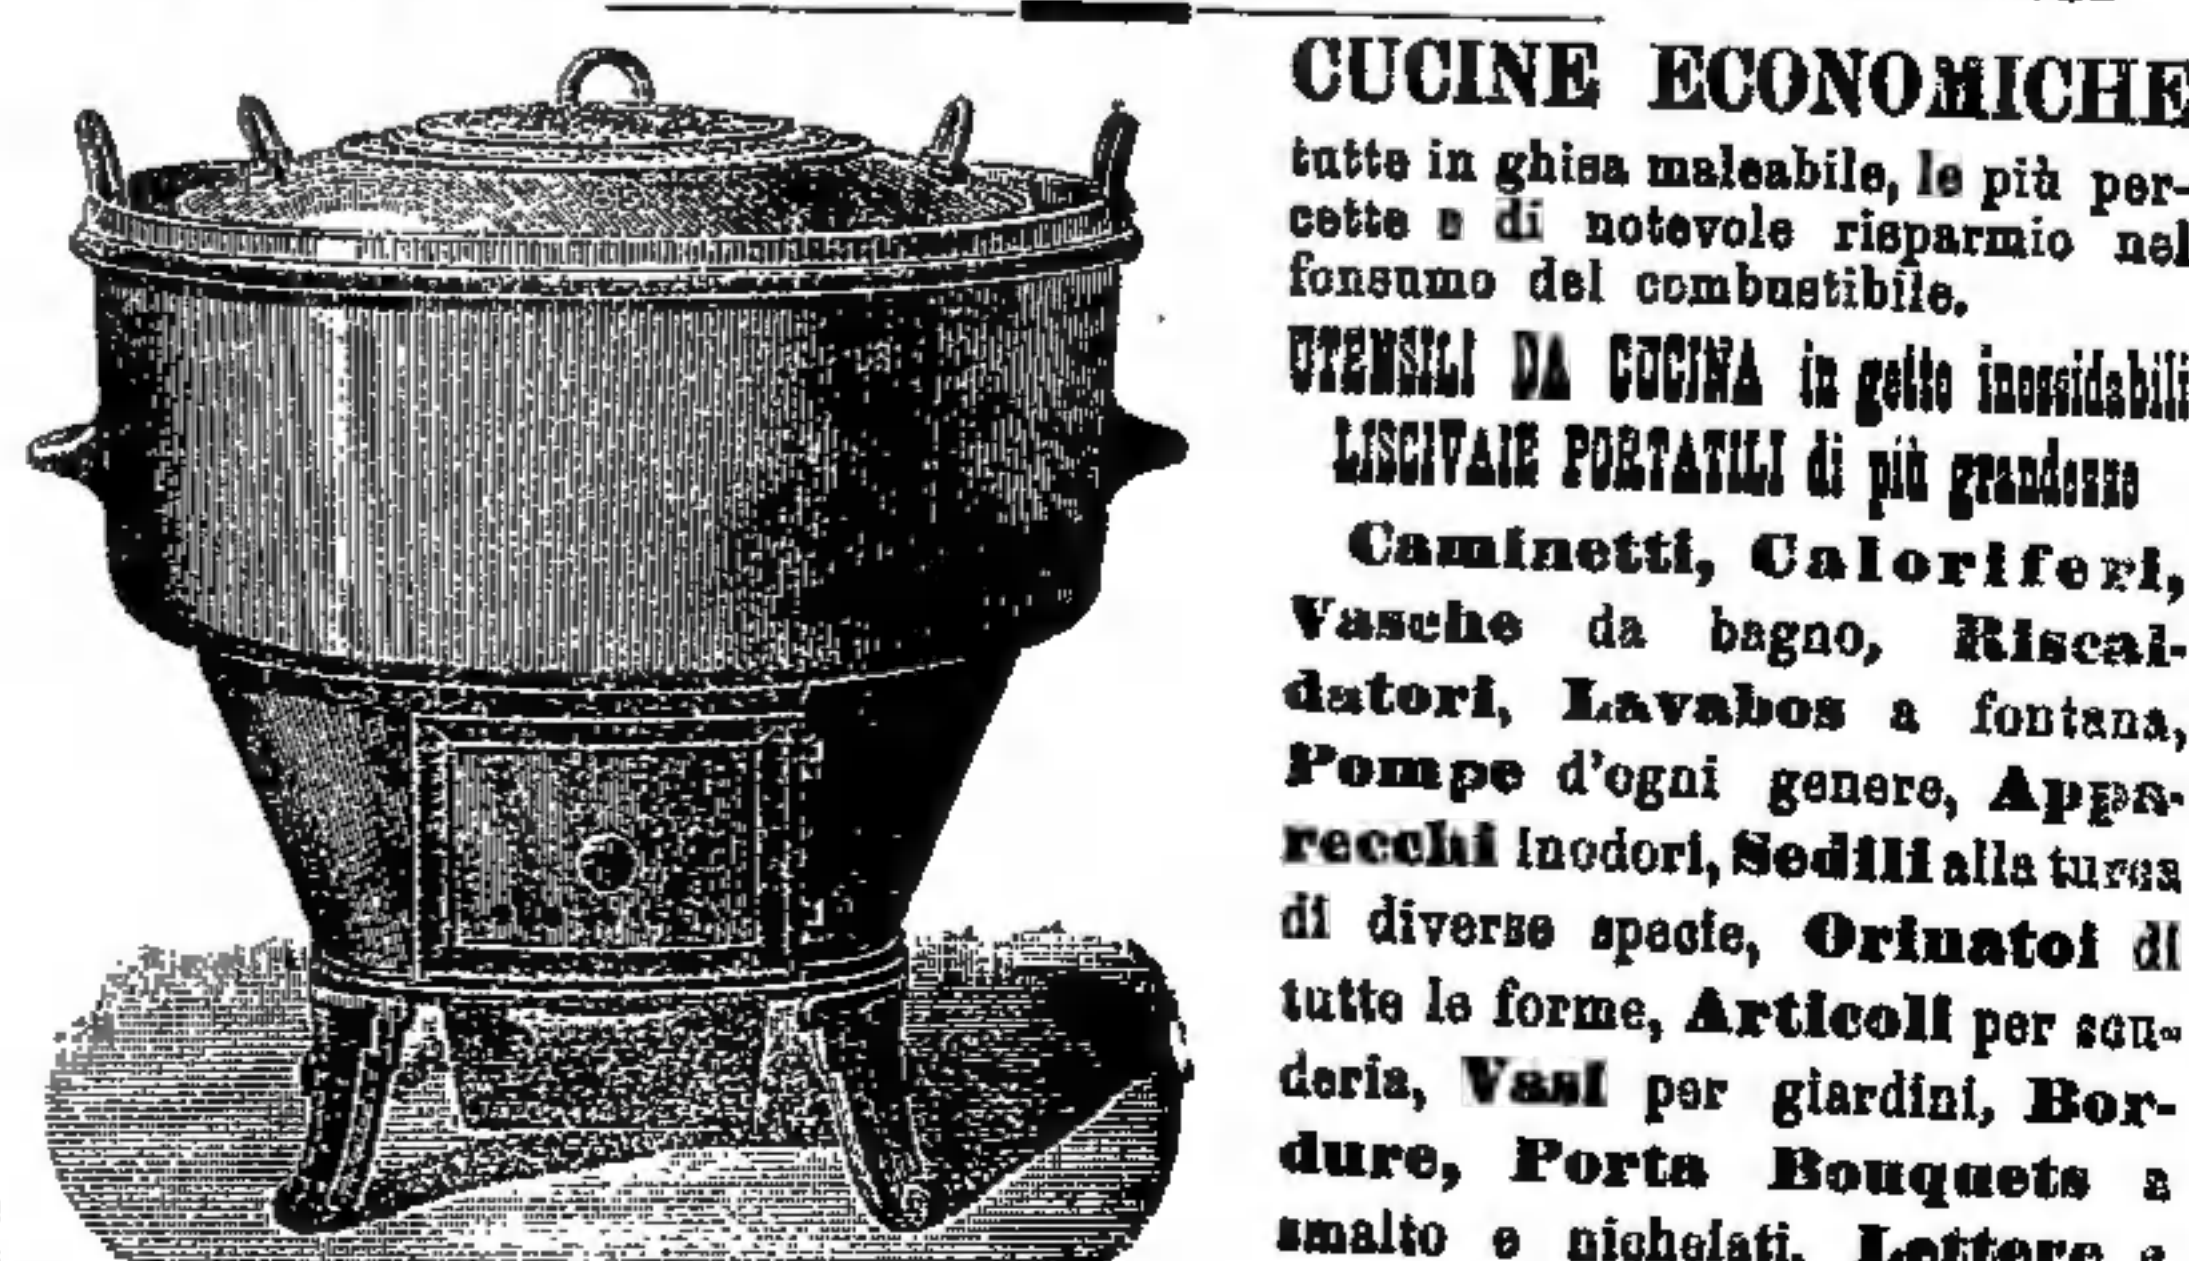 CUCINE ECONOMICHE
tutte in ghisa maleabile, le più per-
cette e di notevole risparmio nel
fonsumo del combustibile.
UTENSILI DA CUCINA in getto inossidabili
LISCIVAIE PORTATILI di più grandezze
Caminetti, Caloriferi,
Vasche da bagno, Riscal-
datori, Lavabos a fontana,
Pompe d'ogni genere, Appa-
recchi inodori, Sedili alla turca
di diverse specie, Orinatoi di
tutte le forme, Articoli per scu-
deria, Vasi per giardini, Bor-
dure, Porta Bouquets a
smalto e nichelati, Lettere e